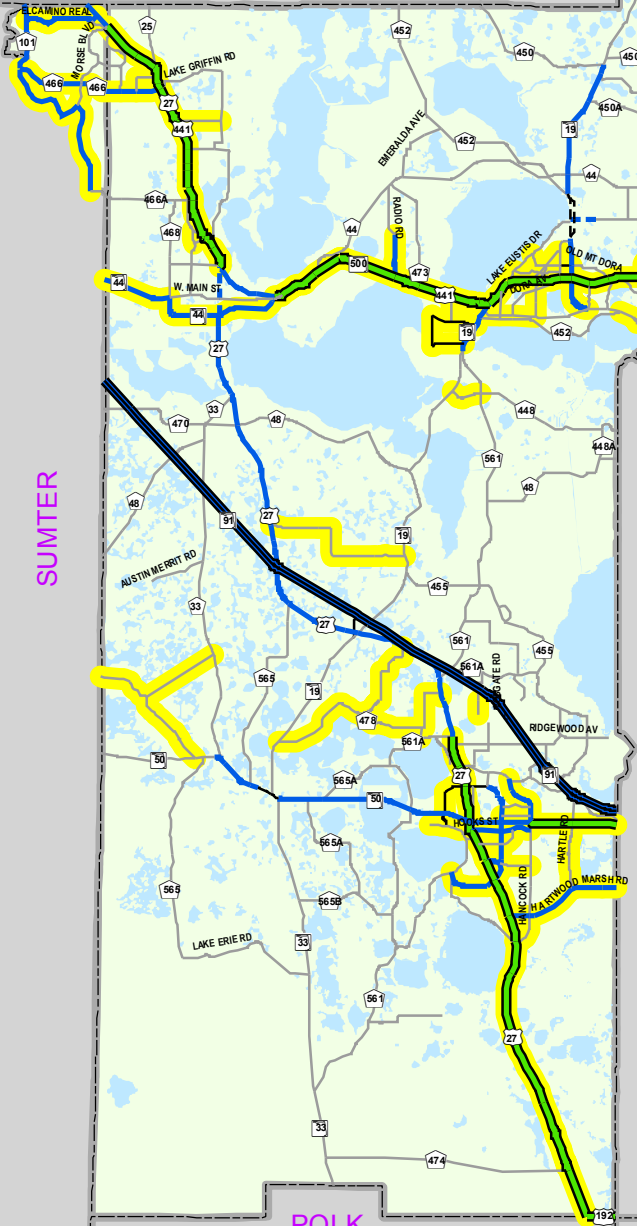 ELCAMINO REAL
25
101
MORSE BLVD
452
450
450
LAKE GRIFFIN RD
466
466
27
441
450A
19
EMERALDA AVE
452
44
466A
RADIO RD
468
44
OLD MT DORA
LAKE EUSTIS DR
500
473
44
W. MAIN ST
DORA AV
441
44
19
452
27
33
470
48
448
448A
561
48
48
SUMTER
91
27
19
AUSTIN MERRIT RD
455
33
27
561
455
561A
565
19
GATE RD
478
RIDGEWOOD AV
561A
50
27
91
565A
50
HOOKS ST
HARTLE RD
565A
HANCOCK RD
HARTWOOD MARSH RD
565
565B
LAKE ERIE RD
33
561
27
33
474
192
POLK